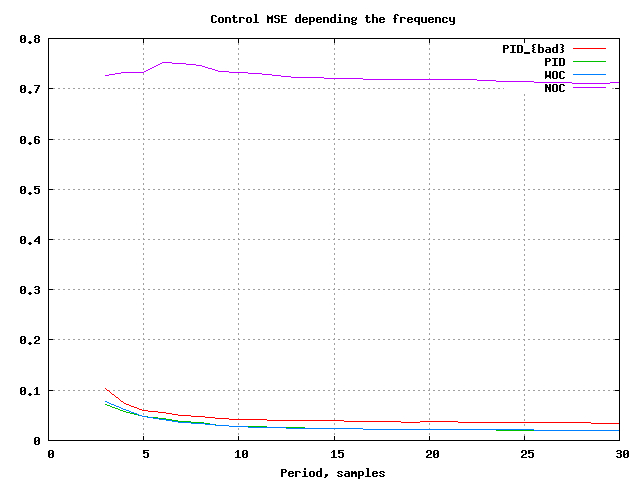 Control MSE depending the frequency
0.8
0.7
0.6
0.5
0.4
0.3
0.2
0.1
0
PID_{bad}
PID
WOC
NOC
0 5 10 15 20 25 30
Period, samples